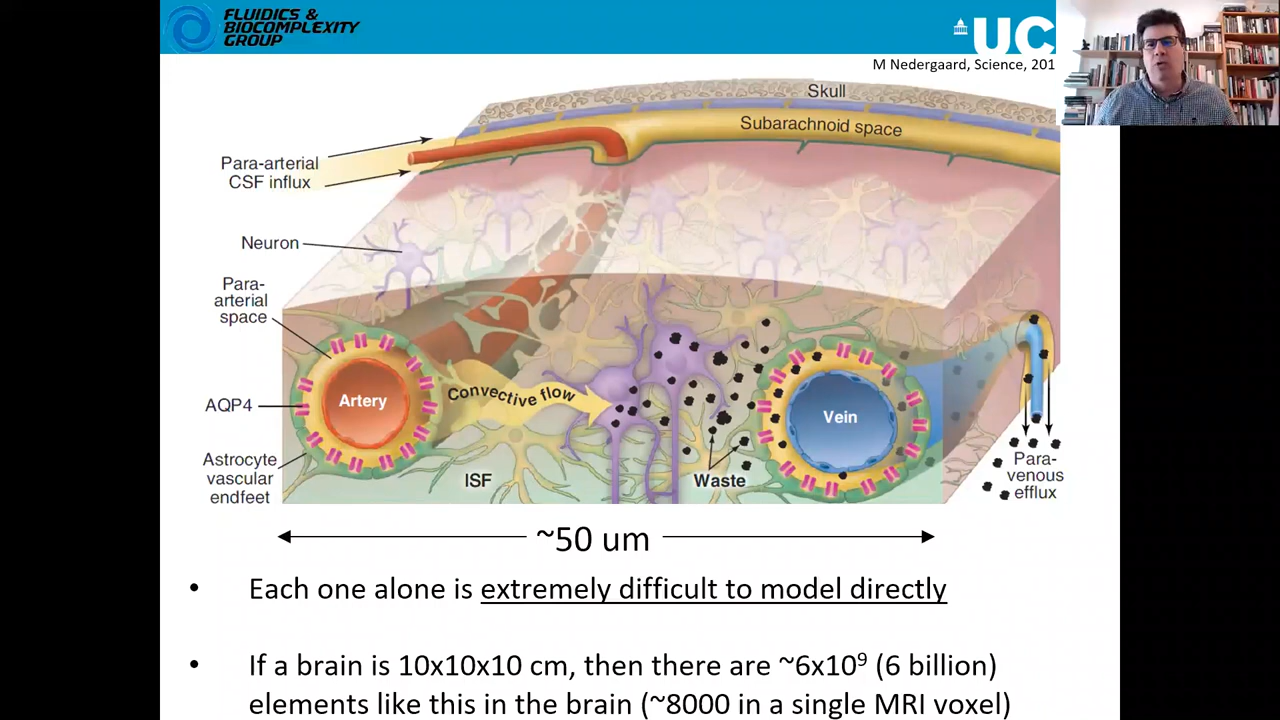 FLUIDICS &
BIOCOMPLEXITY
GROUP
UC
M Nedergaard, Science, 201
Skull
Subarachnoid space
Para-arterial
CSF influx
Neuron
Para-
arterial
space
Artery
Convective flow
Vein
AQP4
Astrocyte
vascular
endfeet
ISF
Waste
Para-
venous
efflux
~50 um
• Each one alone is extremely difficult to model directly
• If a brain is 10x10x10 cm, then there are ~6x10⁹ (6 billion)
elements like this in the brain (~8000 in a single MRI voxel)